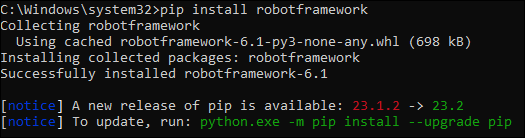 C:\Windows\system32>pip install robotframework
Collecting robotframework
  Using cached robotframework-6.1-py3-none-any.whl (698 kB)
Installing collected packages: robotframework
Successfully installed robotframework-6.1

[notice] A new release of pip is available: 23.1.2 -> 23.2
[notice] To update, run: python.exe -m pip install --upgrade pip